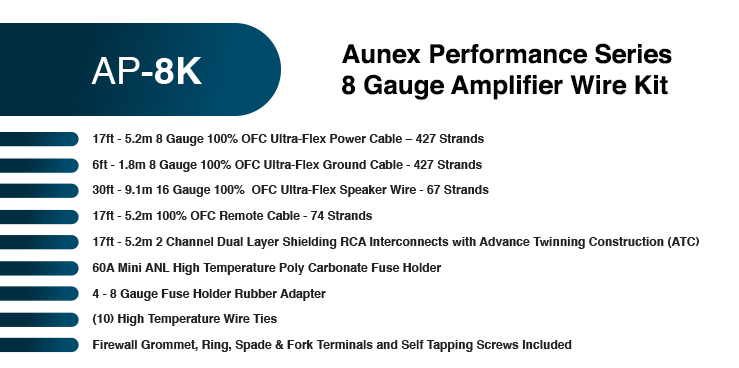 AP-8K
Aunex Performance Series
8 Gauge Amplifier Wire Kit
17ft - 5.2m 8 Gauge 100% OFC Ultra-Flex Power Cable – 427 Strands
6ft - 1.8m 8 Gauge 100% OFC Ultra-Flex Ground Cable - 427 Strands
30ft - 9.1m 16 Gauge 100%  OFC Ultra-Flex Speaker Wire - 67 Strands
17ft - 5.2m 100% OFC Remote Cable - 74 Strands
17ft - 5.2m 2 Channel Dual Layer Shielding RCA Interconnects with Advance Twinning Construction (ATC)
60A Mini ANL High Temperature Poly Carbonate Fuse Holder
4 - 8 Gauge Fuse Holder Rubber Adapter
(10) High Temperature Wire Ties
Firewall Grommet, Ring, Spade & Fork Terminals and Self Tapping Screws Included